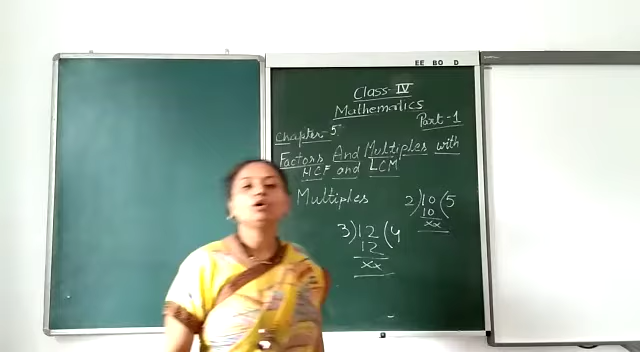 EE BO D
Class - IV
Mathematics
Part - 1
Chapter - 5
Factors And Multiples with
HCF and LCM
Multiples
2)10(5
10
xx
3)12(4
12
xx